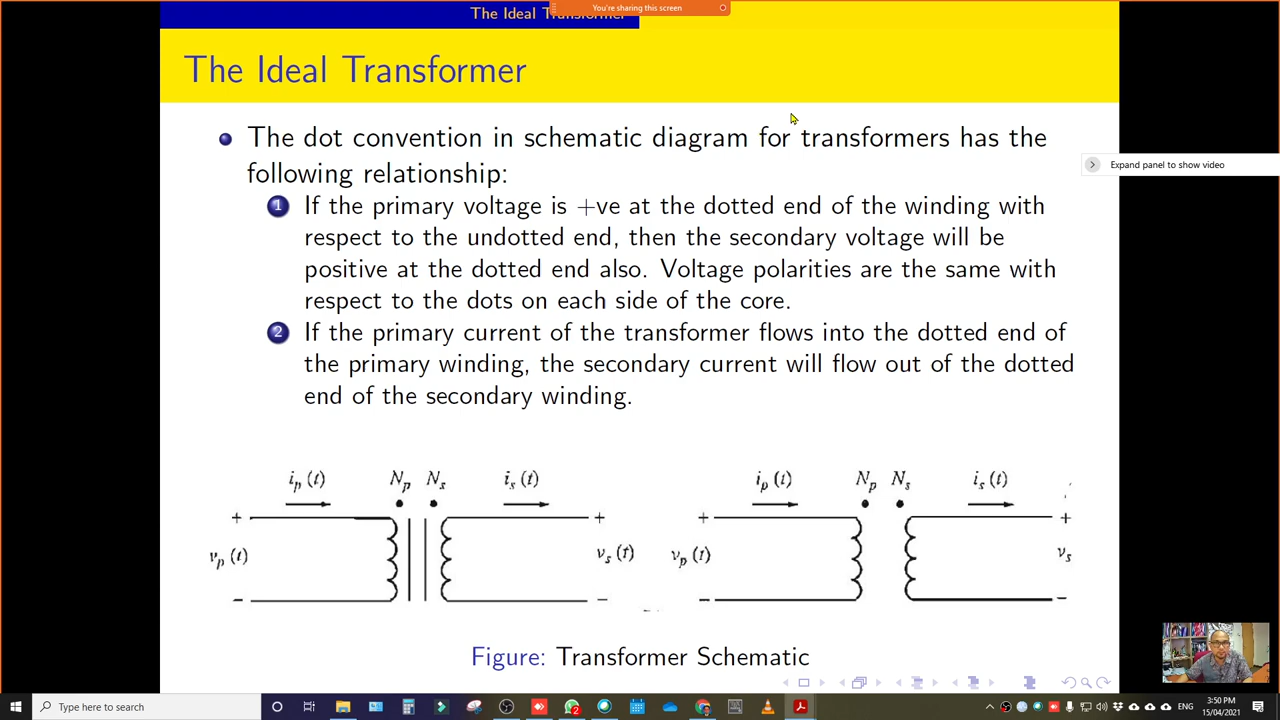 The Ideal Transformer
You're sharing this screen
The Ideal Transformer
Expand panel to show video
The dot convention in schematic diagram for transformers has the
following relationship:
1 If the primary voltage is +ve at the dotted end of the winding with
respect to the undotted end, then the secondary voltage will be
positive at the dotted end also. Voltage polarities are the same with
respect to the dots on each side of the core.
2 If the primary current of the transformer flows into the dotted end of
the primary winding, the secondary current will flow out of the dotted
end of the secondary winding.
i_p (t) N_p N_s i_s (t) i_p (t) N_p N_s i_s (t)
+ + + +
v_p (t) v_s (t) v_p (t) v_s
– – – –
Figure: Transformer Schematic
Type here to search
2
ENG
3:50 PM
15/04/2021